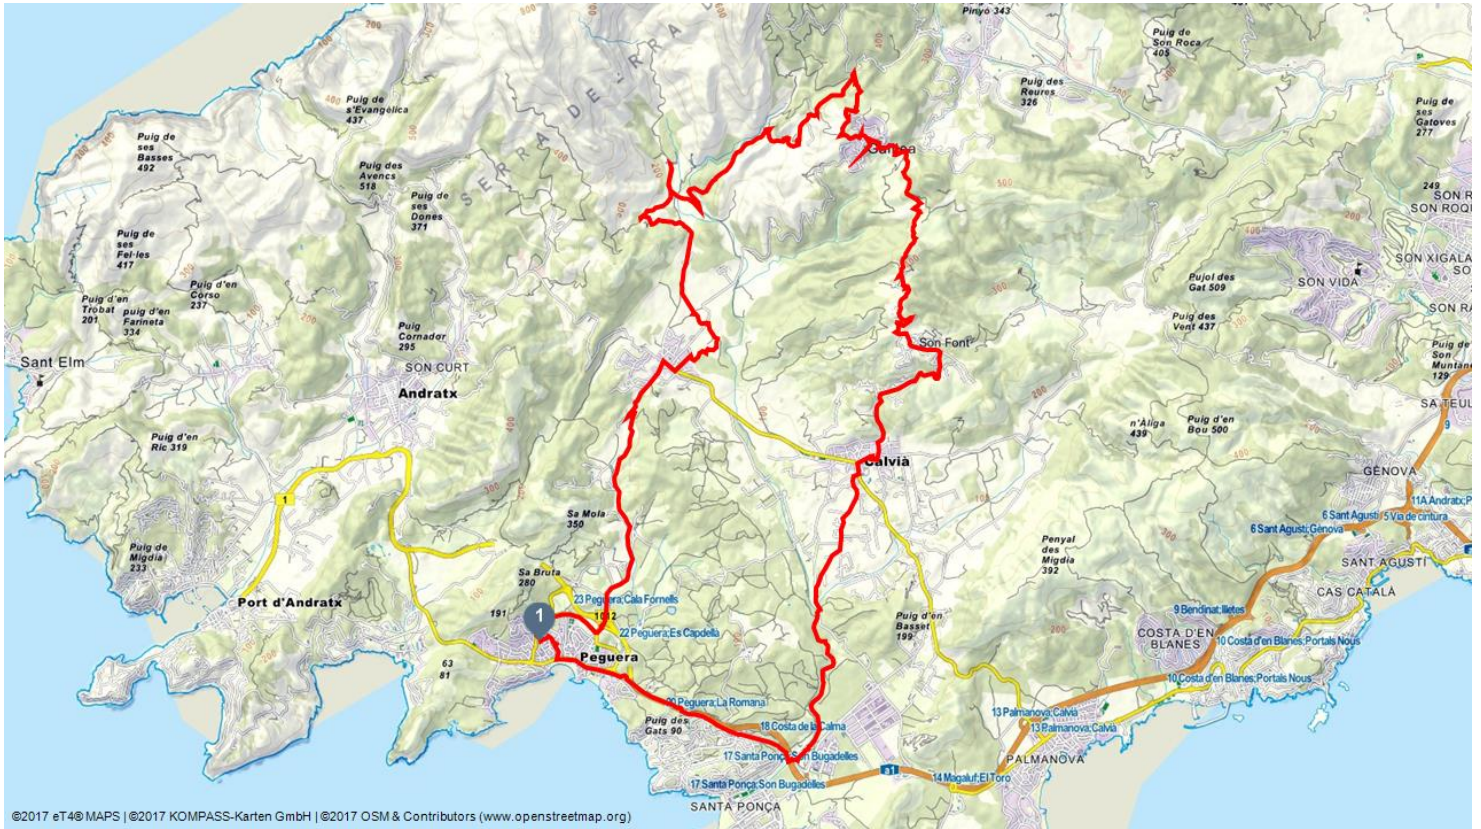 Pinyó 343
Puig de
Son Roca
405
Puig des
Reures
326
Puig de
ses
Gatoves
277
Puig de
s'Evangèlica
437
Puig de
ses
Basses
492
Puig des
Avencs
518
Puig de
ses
Dones
371
SERRA DE
Galilea
249
SON ROQ
Puig de
ses
Fel·les
417
Puig d'en
Corso
237
Puig d'en
Trobat
201
puig d'en
Farineta
334
Puig
Cornador
295
SON CURT
Sant Elm
Andratx
Pujol des
Gat 509
Puig des
Vent 437
SON VIDA
SON XIGALA
Puig de
Son
Muntane
129
SA TEUL
9
Son Font
Puig d'en
Ric 319
n'Àliga
439
Puig d'en
Bou 500
Calvià
GÈNOVA
1
Sa Mola
350
11A Andratx;P
6 Sant Agustí
5 Via de cintura
6 Sant Agustí;Gènova
SANT AGUSTÍ
CAS CATALÀ
Puig de
Migdia
233
Penyal
des
Migdia
392
Sa Bruta
280
191
1
23 Peguera;Cala Fornells
1012
22 Peguera;Es Capdellà
Port d'Andratx
Peguera
63
81
Puig d'en
Basset
199
9 Bendinat;Illetes
COSTA D'EN
BLANES
10 Costa d'en Blanes;Portals Nous
10 Costa d'en Blanes;Portals Nous
20 Peguera;La Romana
Puig des
Gats 90
18 Costa de la Calma
13 Palmanova;Calvià
13 Palmanova;Calvià
17 Santa Ponça;Son Bugadelles
17 Santa Ponça;Son Bugadelles
a1
14 Magaluf;El Toro
PALMANOVA
SANTA PONÇA
©2017 eT4® MAPS | ©2017 KOMPASS-Karten GmbH | ©2017 OSM & Contributors (www.openstreetmap.org)